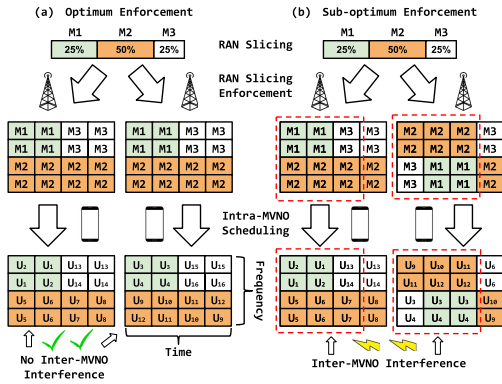 (a) Optimum Enforcement
(b) Sub-optimum Enforcement
M1 M2 M3
25% 50% 25%
RAN Slicing
M1 M2 M3
25% 50% 25%
RAN Slicing
Enforcement
M1 M1 M3 M3
M1 M1 M3 M3
M2 M2 M2 M2
M2 M2 M2 M2
M1 M1 M3 M3
M1 M1 M3 M3
M2 M2 M2 M2
M2 M2 M2 M2
M1 M1 M3 M3
M1 M1 M3 M3
M2 M2 M2 M2
M2 M2 M2 M2
M2 M2 M2 M3
M2 M2 M2 M3
M3 M1 M1 M2
M3 M1 M1 M2
Intra-MVNO
Scheduling
U2 U1 U13 U13
U1 U2 U14 U14
U5 U6 U7 U8
U5 U6 U7 U8
U3 U3 U15 U15
U4 U4 U16 U16
U9 U10 U11 U12
U12 U11 U10 U9
Frequency
Time
U2 U1 U13 U13
U1 U2 U14 U14
U5 U6 U7 U8
U5 U6 U7 U8
U9 U10 U11 U16
U11 U12 U12 U16
U3 U3 U3 U10
U4 U4 U4 U9
No Inter-MVNO
Interference
Inter-MVNO
Interference